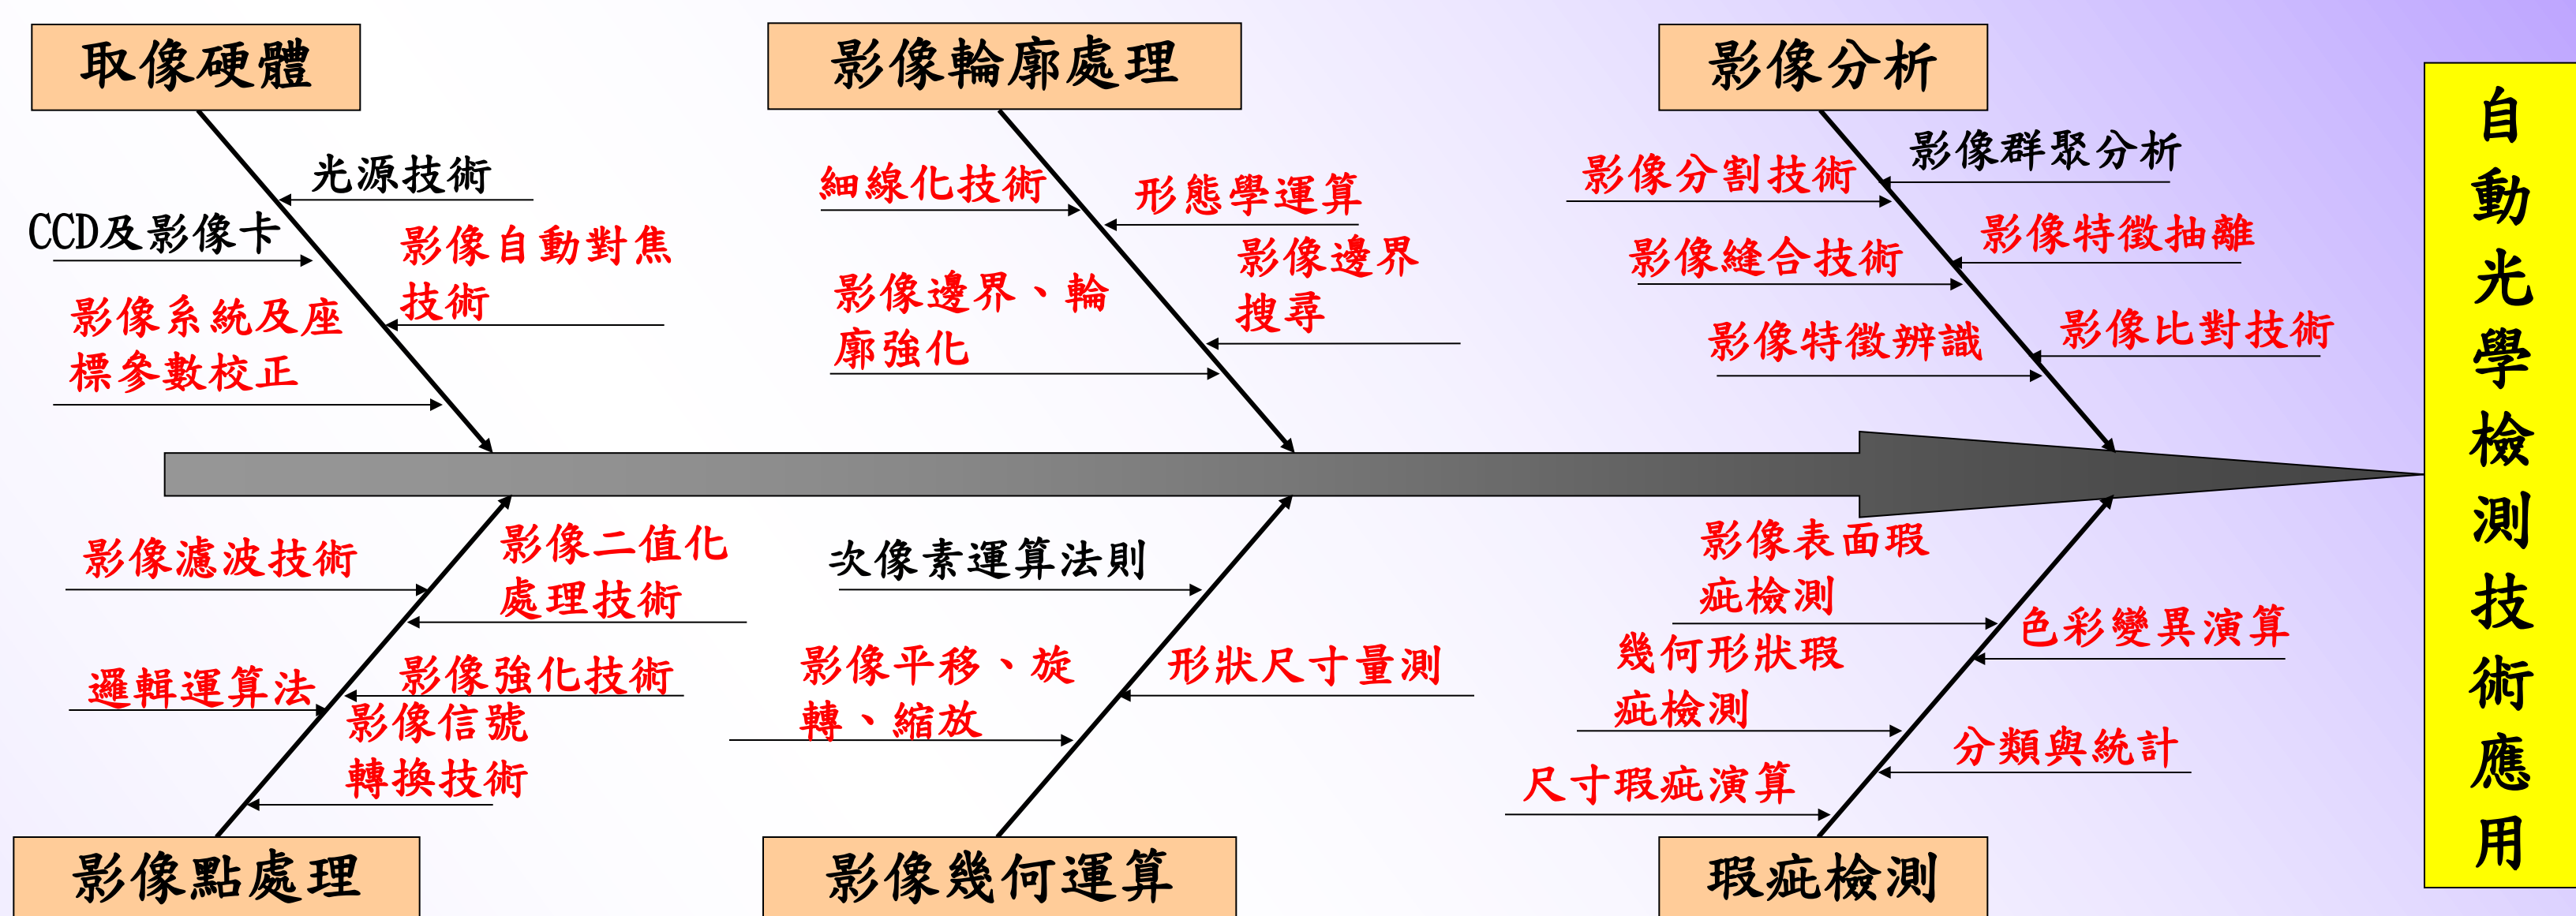 取像硬體
影像輪廓處理
影像分析
光源技術
CCD及影像卡
影像自動對焦
技術
影像系統及座
標參數校正
細線化技術
形態學運算
影像邊界
搜尋
影像邊界、輪
廓強化
影像群聚分析
影像分割技術
影像特徵抽離
影像縫合技術
影像比對技術
影像特徵辨識
自動光學檢測技術應用
影像濾波技術
影像二值化
處理技術
邏輯運算法
影像強化技術
影像信號
轉換技術
次像素運算法則
影像平移、旋
轉、縮放
形狀尺寸量測
影像表面瑕
疵檢測
色彩變異演算
幾何形狀瑕
疵檢測
分類與統計
尺寸瑕疵演算
影像點處理
影像幾何運算
瑕疵檢測